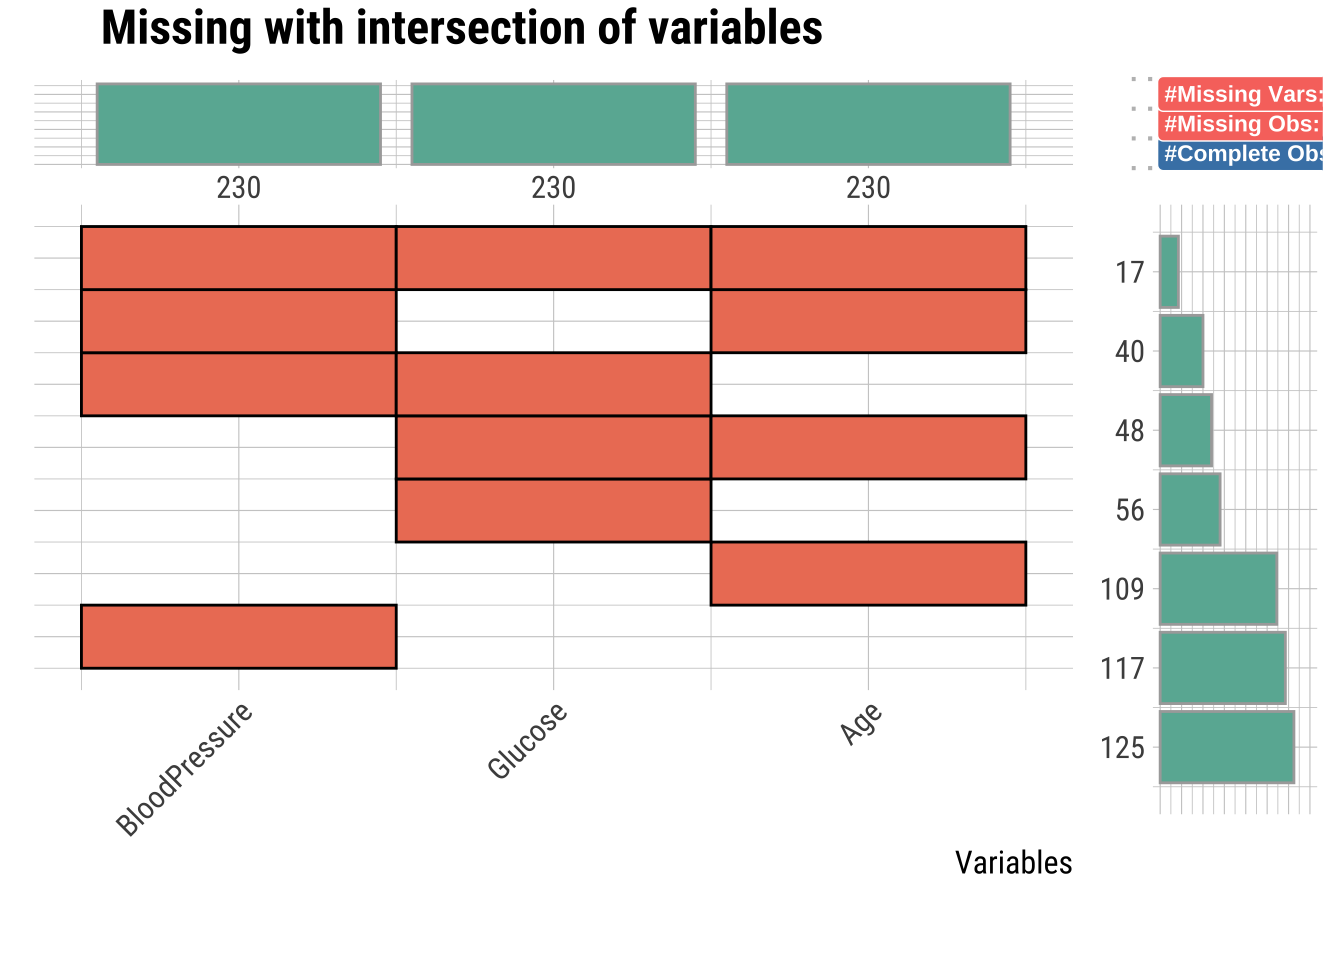 Missing with intersection of variables
#Missing Vars:
#Missing Obs:
#Complete Obs
230 230 230
17
40
48
56
109
117
125
BloodPressure Glucose Age
Variables